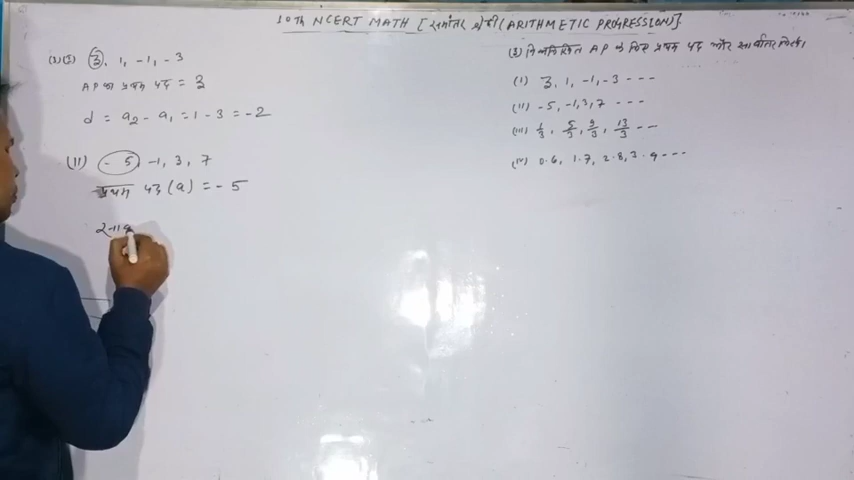 10th NCERT MATH [समांतर श्रेढ़ी (ARITHMETIC PROGRESSION)]
(3)(I) 3, 1, -1, -3
AP का प्रथम पद = 3
d = a2 - a1 = 1 - 3 = -2
(II) -5, -1, 3, 7
प्रथम पद (a) = -5
(3) निम्नलिखित AP के लिए प्रथम पद और सार्वांतर लिखें।
(I) 3, 1, -1, -3 ---
(II) -5, -1, 3, 7 ---
(III) 1/3, 5/3, 9/3, 13/3 ---
(IV) 0.6, 1.7, 2.8, 3.9 ---